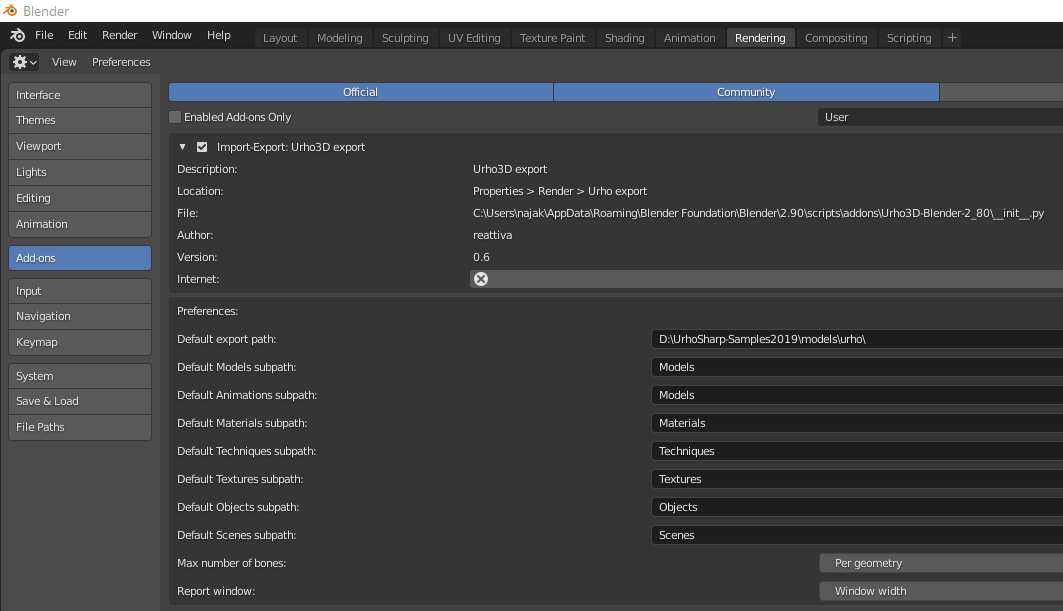 Blender
File Edit Render Window Help Layout Modeling Sculpting UV Editing Texture Paint Shading Animation Rendering Compositing Scripting +
View Preferences
Interface
Themes
Viewport
Lights
Editing
Animation
Add-ons
Input
Navigation
Keymap
System
Save & Load
File Paths
Official Community
Enabled Add-ons Only User
Import-Export: Urho3D export
Description: Urho3D export
Location: Properties > Render > Urho export
File: C:\Users\najak\AppData\Roaming\Blender Foundation\Blender\2.90\scripts\addons\Urho3D-Blender-2_80\__init__.py
Author: reattiva
Version: 0.6
Internet:
Preferences:
Default export path: D:\UrhoSharp-Samples2019\models\urho\
Default Models subpath: Models
Default Animations subpath: Models
Default Materials subpath: Materials
Default Techniques subpath: Techniques
Default Textures subpath: Textures
Default Objects subpath: Objects
Default Scenes subpath: Scenes
Max number of bones: Per geometry
Report window: Window width